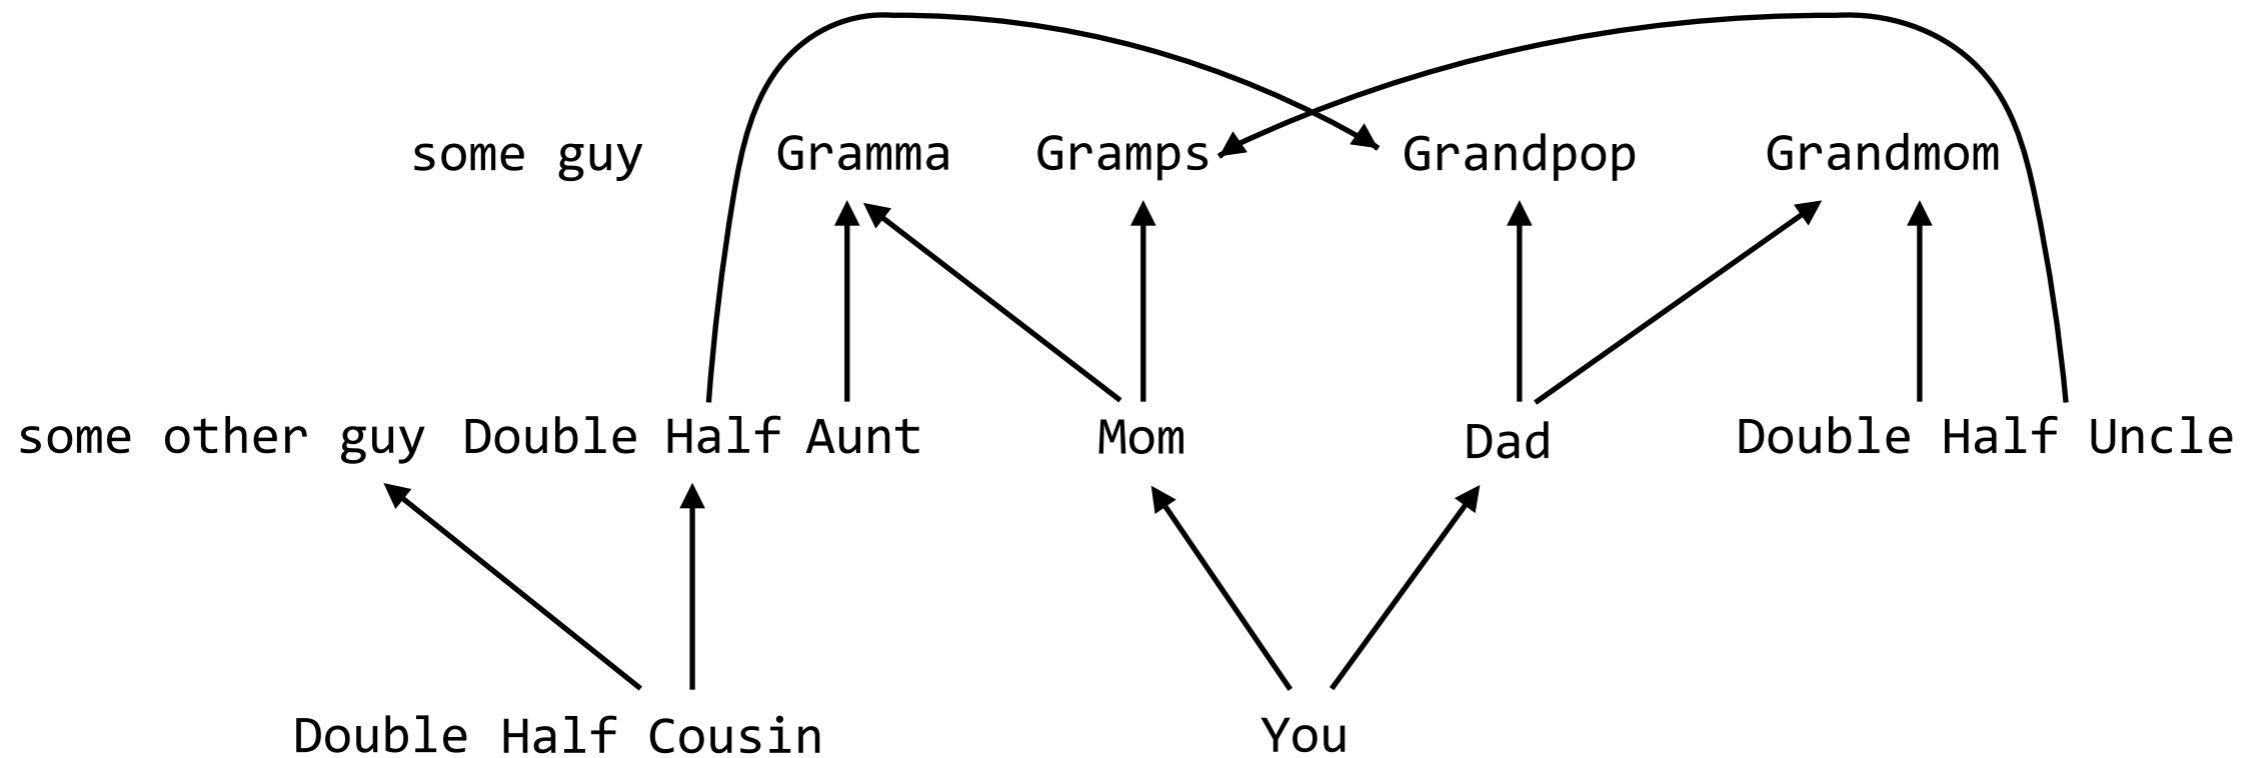 some guy Gramma Gramps Grandpop Grandmom
some other guy Double Half Aunt Mom Dad Double Half Uncle
Double Half Cousin You